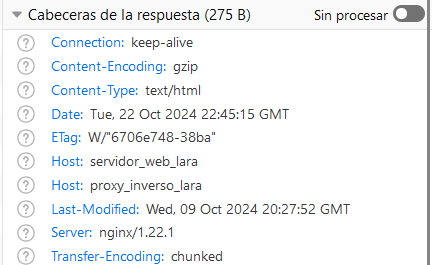 Cabeceras de la respuesta (275 B) Sin procesar
Connection: keep-alive
Content-Encoding: gzip
Content-Type: text/html
Date: Tue, 22 Oct 2024 22:45:15 GMT
ETag: W/"6706e748-38ba"
Host: servidor_web_lara
Host: proxy_inverso_lara
Last-Modified: Wed, 09 Oct 2024 20:27:52 GMT
Server: nginx/1.22.1
Transfer-Encoding: chunked